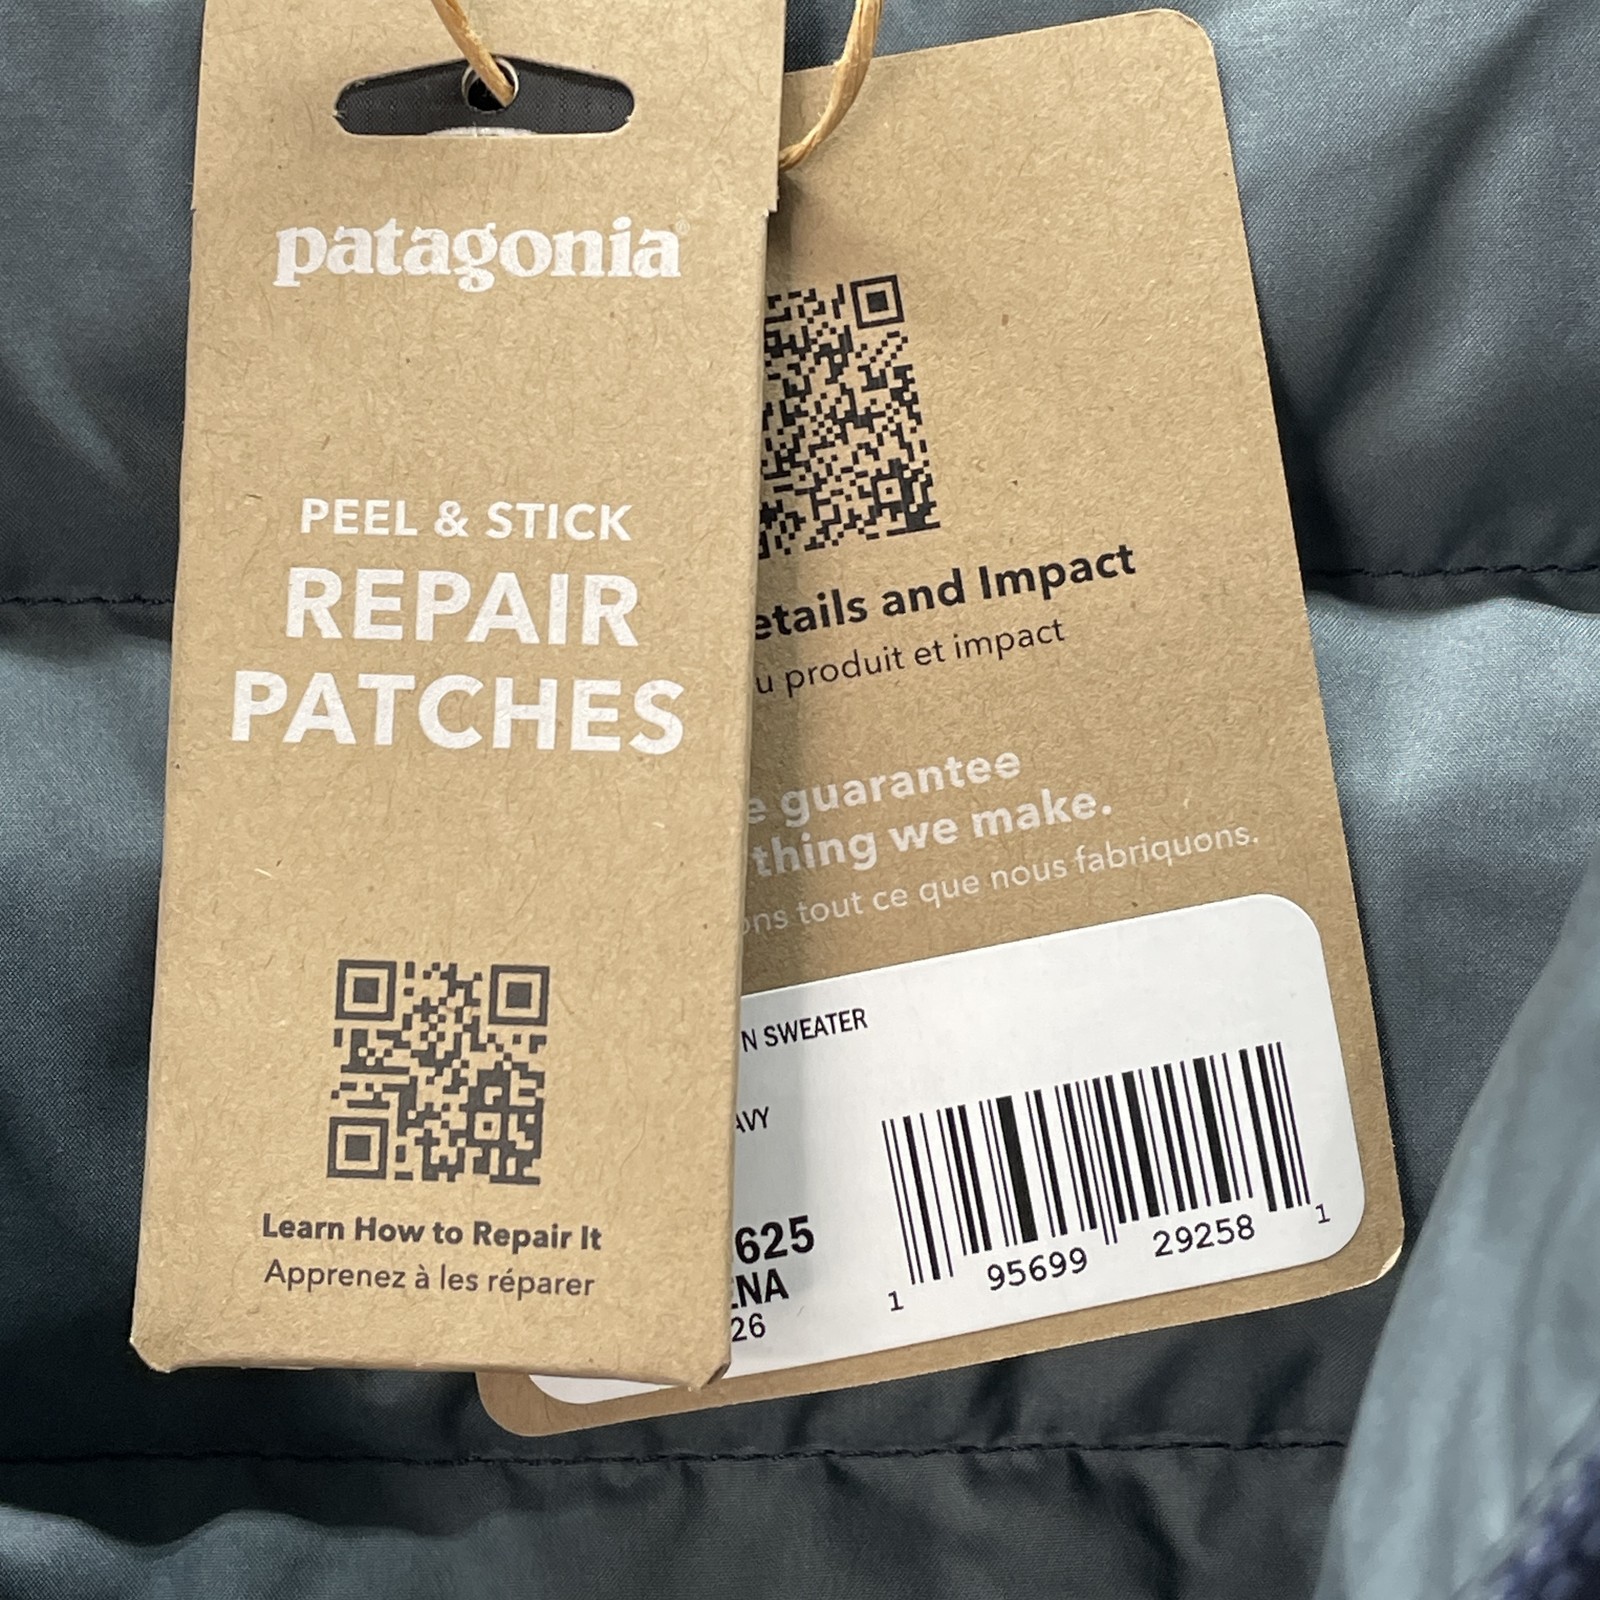 patagonia®
PEEL & STICK
REPAIR
PATCHES
Learn How to Repair It
Apprenez à les réparer
etails and Impact
u produit et impact
e guarantee
thing we make.
ons tout ce que nous fabriquons.
N SWEATER
AVY
625
ENA
26
1 95699 29258 1